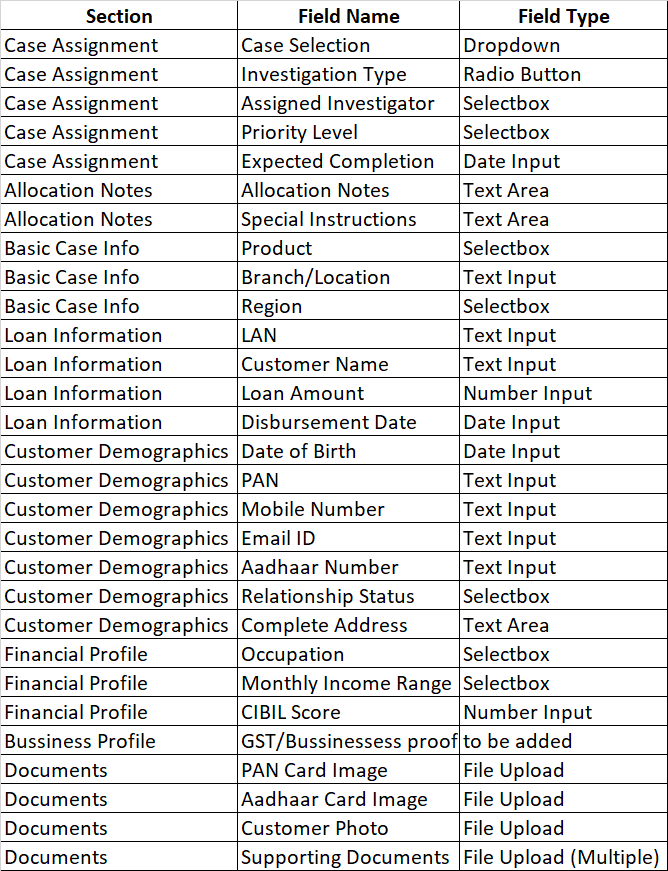 Section Field Name Field Type
Case Assignment Case Selection Dropdown
Case Assignment Investigation Type Radio Button
Case Assignment Assigned Investigator Selectbox
Case Assignment Priority Level Selectbox
Case Assignment Expected Completion Date Input
Allocation Notes Allocation Notes Text Area
Allocation Notes Special Instructions Text Area
Basic Case Info Product Selectbox
Basic Case Info Branch/Location Text Input
Basic Case Info Region Selectbox
Loan Information LAN Text Input
Loan Information Customer Name Text Input
Loan Information Loan Amount Number Input
Loan Information Disbursement Date Date Input
Customer Demographics Date of Birth Date Input
Customer Demographics PAN Text Input
Customer Demographics Mobile Number Text Input
Customer Demographics Email ID Text Input
Customer Demographics Aadhaar Number Text Input
Customer Demographics Relationship Status Selectbox
Customer Demographics Complete Address Text Area
Financial Profile Occupation Selectbox
Financial Profile Monthly Income Range Selectbox
Financial Profile CIBIL Score Number Input
Bussiness Profile GST/Bussinessess proof to be added
Documents PAN Card Image File Upload
Documents Aadhaar Card Image File Upload
Documents Customer Photo File Upload
Documents Supporting Documents File Upload (Multiple)